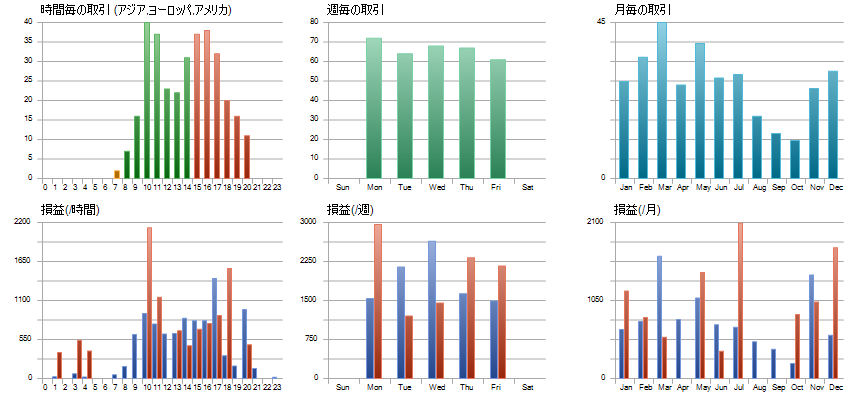 時間毎の取引 (アジア,ヨーロッパ,アメリカ)
40
35
30
25
20
15
10
5
0
0 1 2 3 4 5 6 7 8 9 10 11 12 13 14 15 16 17 18 19 20 21 22 23
週毎の取引
80
70
60
50
40
30
20
10
0
Sun Mon Tue Wed Thu Fri Sat
月毎の取引
45
0
Jan Feb Mar Apr May Jun Jul Aug Sep Oct Nov Dec
損益(/時間)
2200
1650
1100
550
0
0 1 2 3 4 5 6 7 8 9 10 11 12 13 14 15 16 17 18 19 20 21 22 23
損益(/週)
3000
2250
1500
750
0
Sun Mon Tue Wed Thu Fri Sat
損益(/月)
2100
1050
0
Jan Feb Mar Apr May Jun Jul Aug Sep Oct Nov Dec